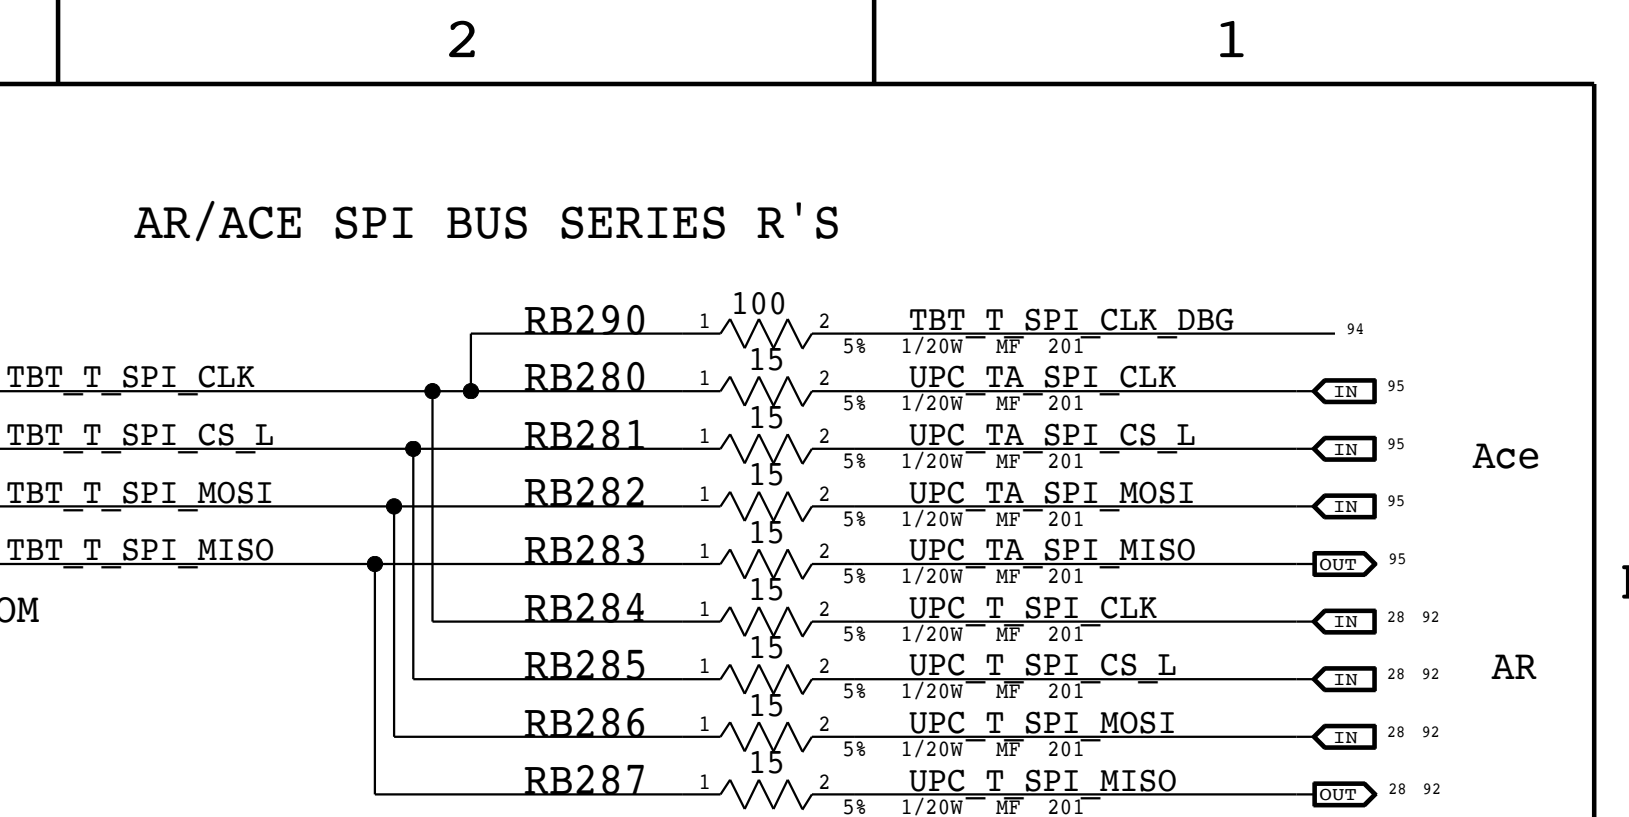 2 1
AR/ACE SPI BUS SERIES R'S
100
RB290 1 2 TBT_T_SPI_CLK_DBG 94
5% 1/20W MF 201
15
TBT_T_SPI_CLK RB280 1 2 UPC_TA_SPI_CLK IN 95
5% 1/20W MF 201
15
TBT_T_SPI_CS_L RB281 1 2 UPC_TA_SPI_CS_L IN 95
5% 1/20W MF 201
Ace
15
TBT_T_SPI_MOSI RB282 1 2 UPC_TA_SPI_MOSI IN 95
5% 1/20W MF 201
15
TBT_T_SPI_MISO RB283 1 2 UPC_TA_SPI_MISO OUT 95
5% 1/20W MF 201
15
OM RB284 1 2 UPC_T_SPI_CLK IN 28 92
5% 1/20W MF 201
15
RB285 1 2 UPC_T_SPI_CS_L IN 28 92
AR
5% 1/20W MF 201
15
RB286 1 2 UPC_T_SPI_MOSI IN 28 92
5% 1/20W MF 201
15
RB287 1 2 UPC_T_SPI_MISO OUT 28 92
5% 1/20W MF 201